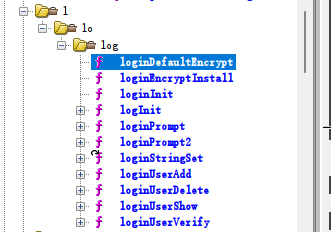 l
lo
log
loginDefaultEncrypt
loginEncryptInstall
loginInit
logInit
loginPrompt
loginPrompt2
loginStringSet
loginUserAdd
loginUserDelete
loginUserShow
loginUserVerify